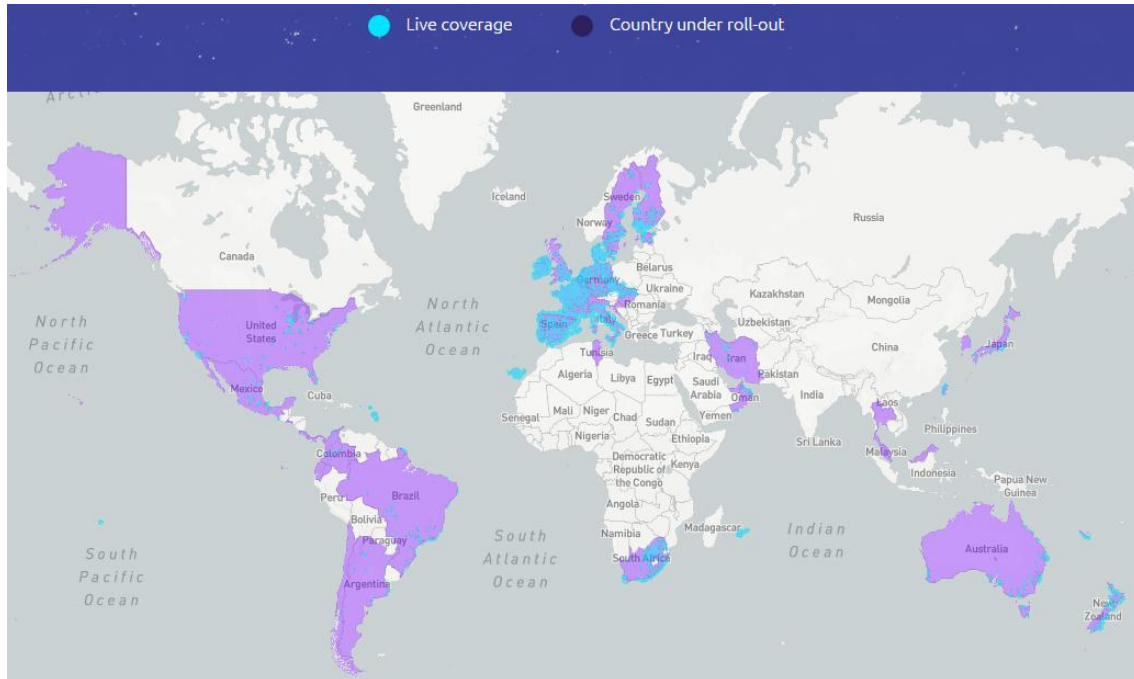 Live coverage
Country under roll-out
Greenland
Iceland
Sweden
Norway
Russia
Canada
Belarus
Germany
Ukraine
Kazakhstan
Mongolia
Romania
North
Pacific
Ocean
United
States
North
Atlantic
Ocean
Spain
Italy
Greece
Turkey
Uzbekistan
China
Japan
Tunisia
Iraq
Iran
Pakistan
Algeria
Libya
Egypt
Saudi
Arabia
Oman
India
Laos
Mexico
Cuba
Senegal
Mali
Niger
Chad
Sudan
Yemen
Philippines
Nigeria
Ethiopia
Sri Lanka
Malaysia
Colombia
Democratic
Republic of
the Congo
Kenya
Indonesia
Papua New
Guinea
Peru
Brazil
Angola
Bolivia
Namibia
Madagascar
Indian
Ocean
South
Pacific
Ocean
Paraguay
South
Atlantic
Ocean
South Africa
Australia
Argentina
New
Zealand